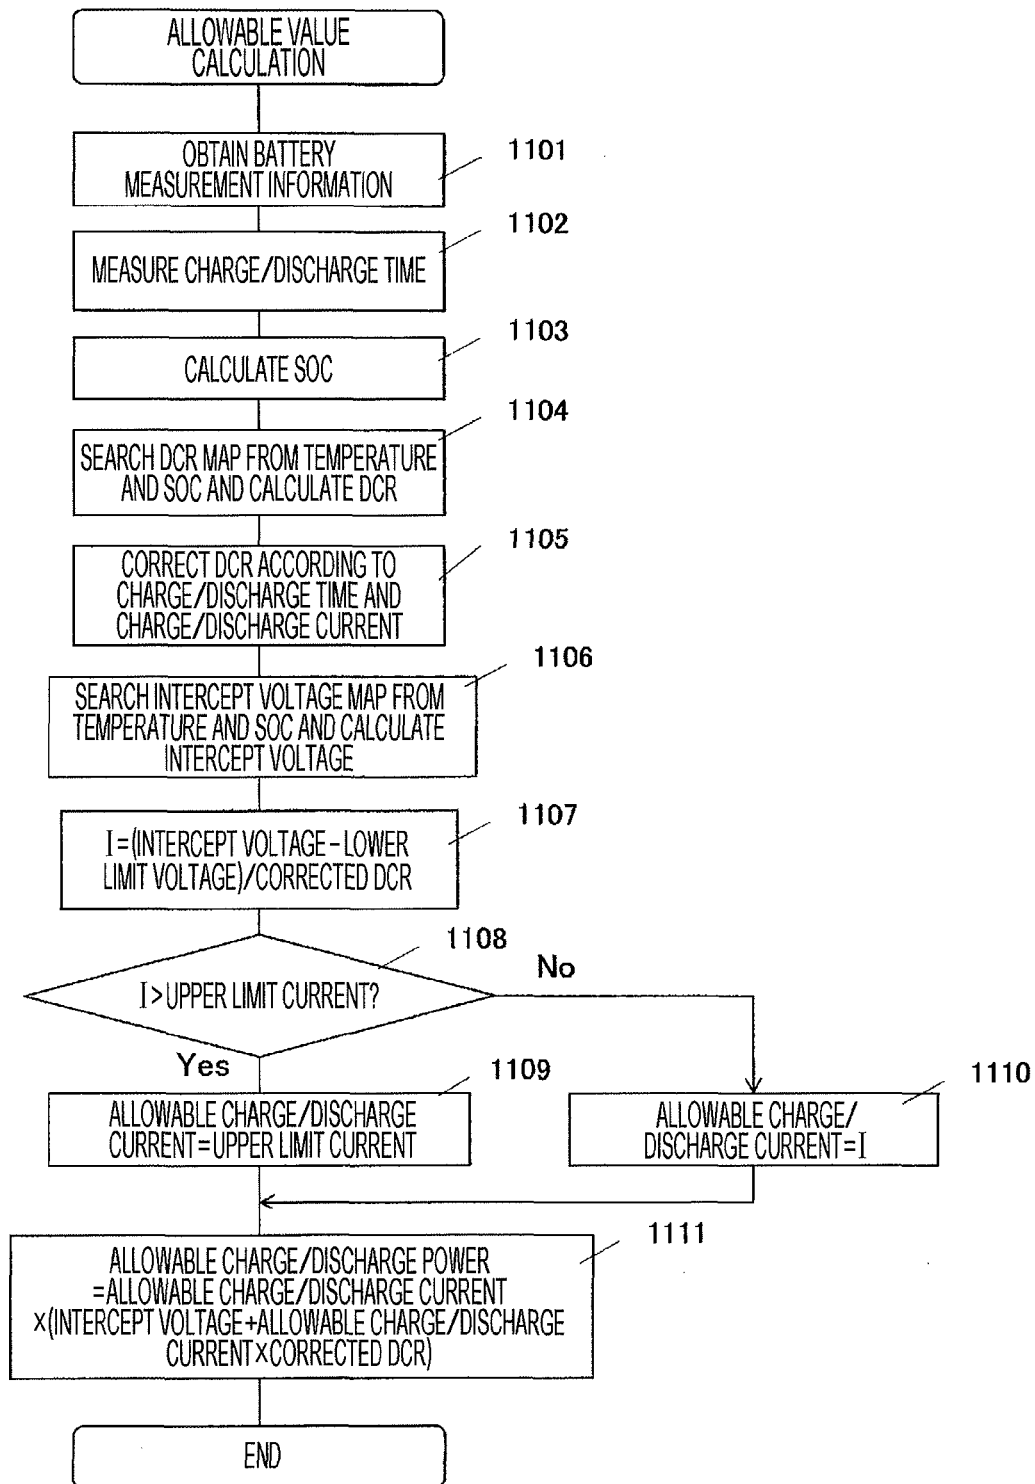 ALLOWABLE VALUE
CALCULATION
1101
OBTAIN BATTERY
MEASUREMENT INFORMATION
1102
MEASURE CHARGE/DISCHARGE TIME
1103
CALCULATE SOC
1104
SEARCH DCR MAP FROM TEMPERATURE
AND SOC AND CALCULATE DCR
1105
CORRECT DCR ACCORDING TO
CHARGE/DISCHARGE TIME AND
CHARGE/DISCHARGE CURRENT
1106
SEARCH INTERCEPT VOLTAGE MAP FROM
TEMPERATURE AND SOC AND CALCULATE
INTERCEPT VOLTAGE
1107
I=(INTERCEPT VOLTAGE-LOWER
LIMIT VOLTAGE)/CORRECTED DCR
1108
I>UPPER LIMIT CURRENT?
No
Yes
1109
ALLOWABLE CHARGE/DISCHARGE
CURRENT=UPPER LIMIT CURRENT
1110
ALLOWABLE CHARGE/
DISCHARGE CURRENT=I
1111
ALLOWABLE CHARGE/DISCHARGE POWER
=ALLOWABLE CHARGE/DISCHARGE CURRENT
×(INTERCEPT VOLTAGE+ALLOWABLE CHARGE/DISCHARGE
CURRENT×CORRECTED DCR)
END